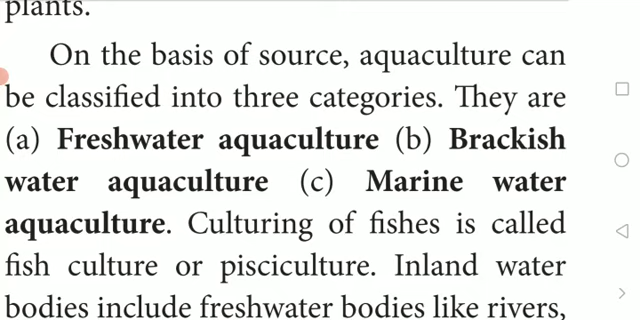 plants.
On the basis of source, aquaculture can
be classified into three categories. They are
(a) Freshwater aquaculture (b) Brackish
water aquaculture (c) Marine water
aquaculture. Culturing of fishes is called
fish culture or pisciculture. Inland water
bodies include freshwater bodies like rivers,